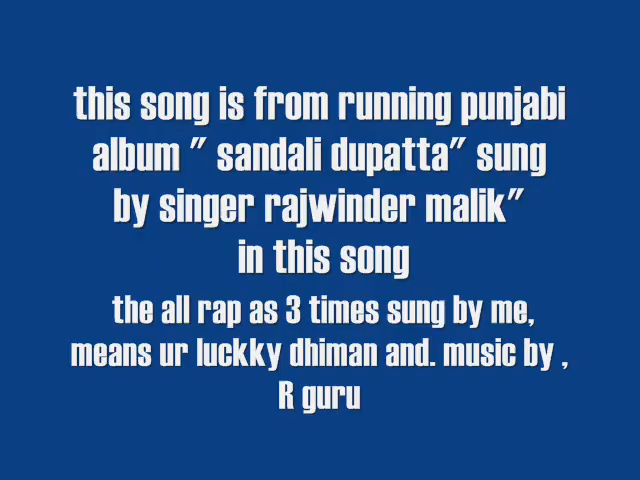 this song is from running punjabi
album " sandali dupatta" sung
by singer rajwinder malik"
in this song
the all rap as 3 times sung by me,
means ur luckky dhiman and. music by ,
R guru